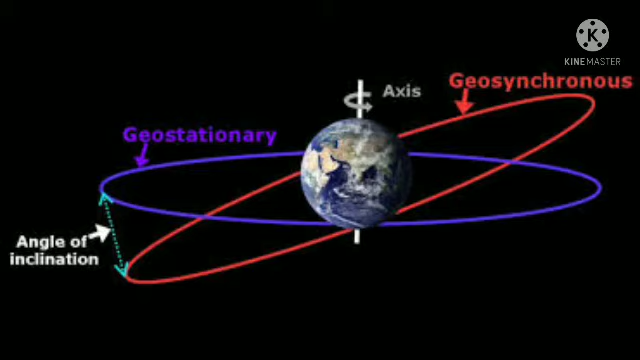 K
KINEMASTER
Geosynchronous
Axis
Geostationary
Angle of
inclination